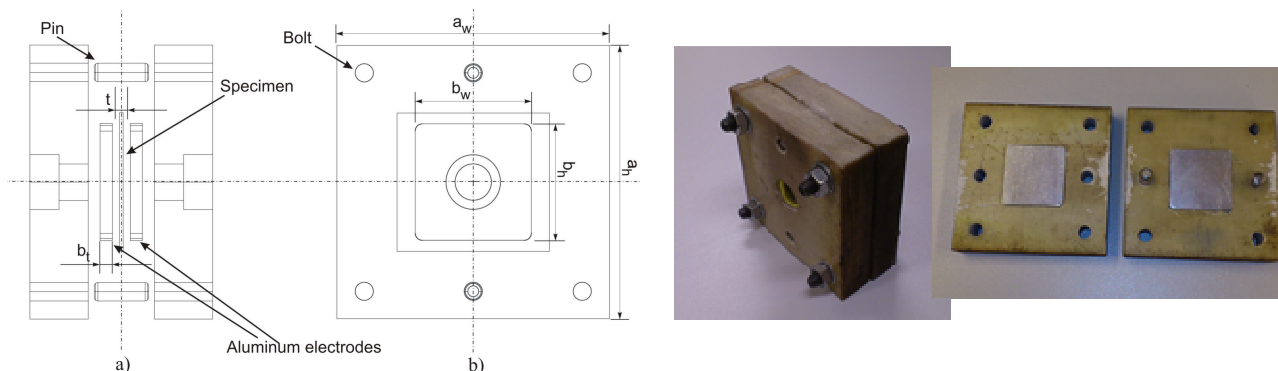 Pin
t
Specimen
b_t
Aluminum electrodes
a)
a_w
Bolt
b_w
b_h
a_h
b)